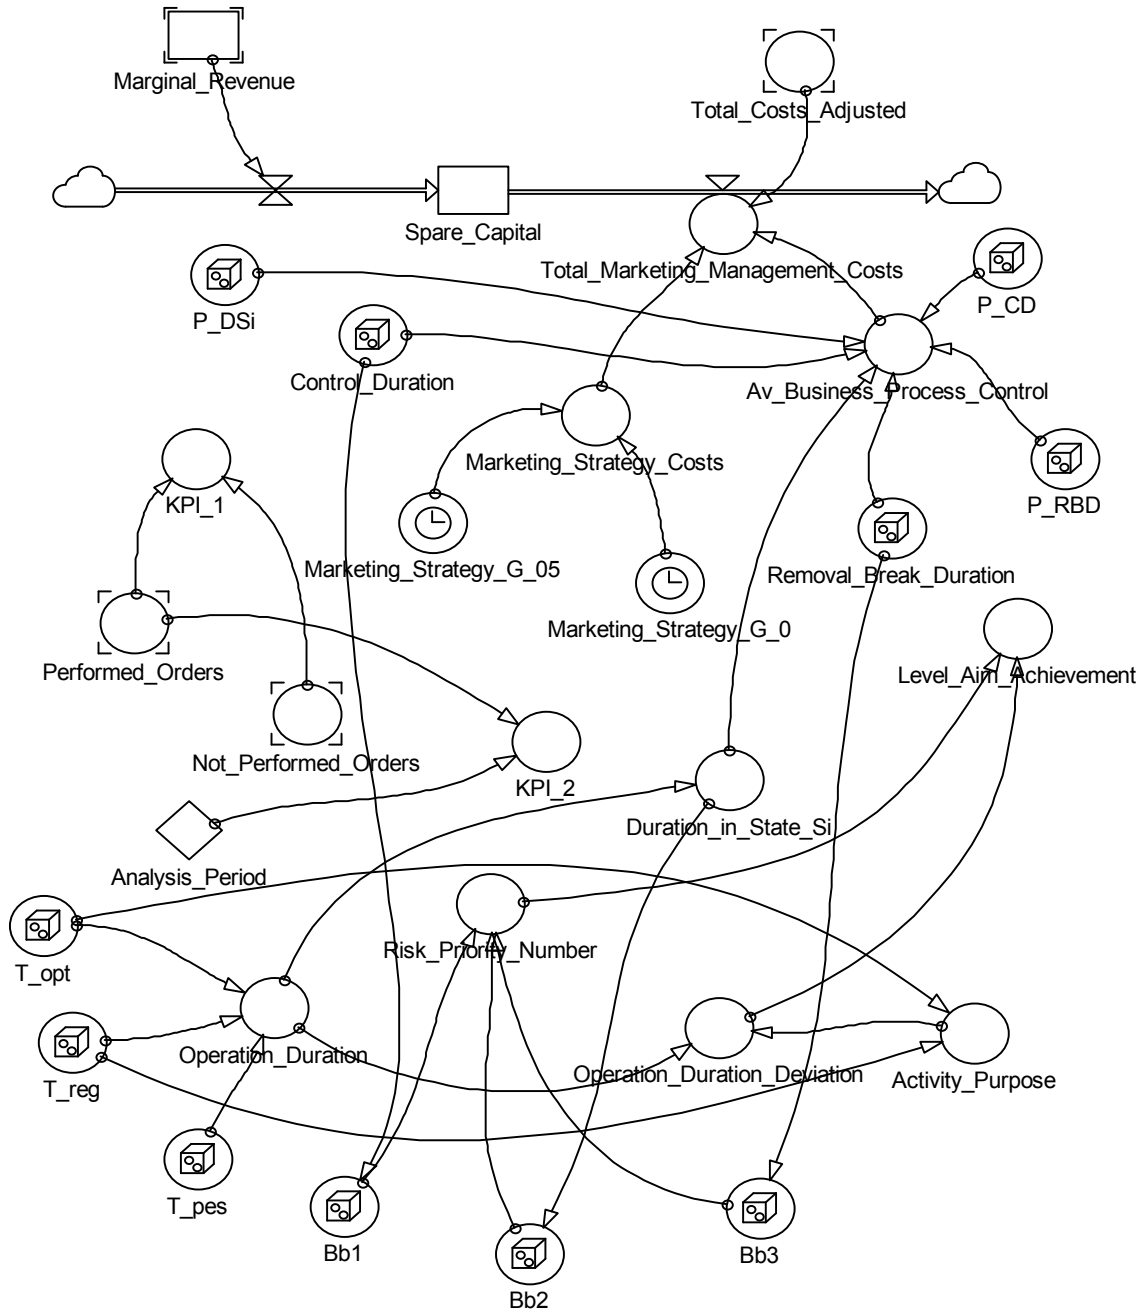 Marginal_Revenue
Total_Costs_Adjusted
Spare_Capital
Total_Marketing_Management_Costs
P_DSi
P_CD
Control_Duration
Av_Business_Process_Control
Marketing_Strategy_Costs
KPI_1
P_RBD
Marketing_Strategy_G_05
Removal_Break_Duration
Marketing_Strategy_G_0
Performed_Orders
Level_Aim_Achievement
Not_Performed_Orders
KPI_2
Duration_in_State_Si
Analysis_Period
Risk_Priority_Number
T_opt
Operation_Duration
Operation_Duration_Deviation
Activity_Purpose
T_reg
T_pes
Bb1
Bb3
Bb2